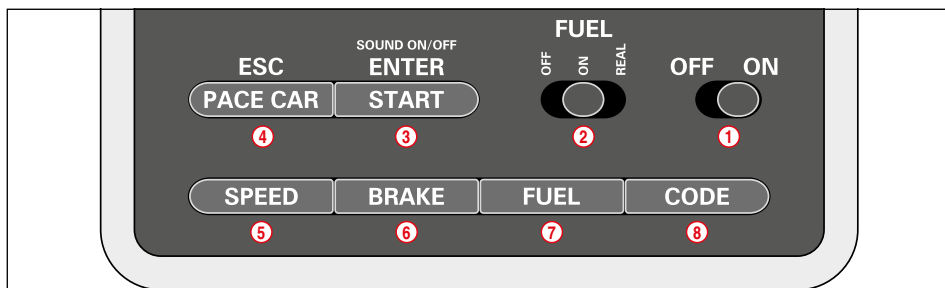 FUEL
SOUND ON/OFF
ESC ENTER OFF ON REAL OFF ON
PACE CAR START
4 3 2 1
SPEED BRAKE FUEL CODE
5 6 7 8